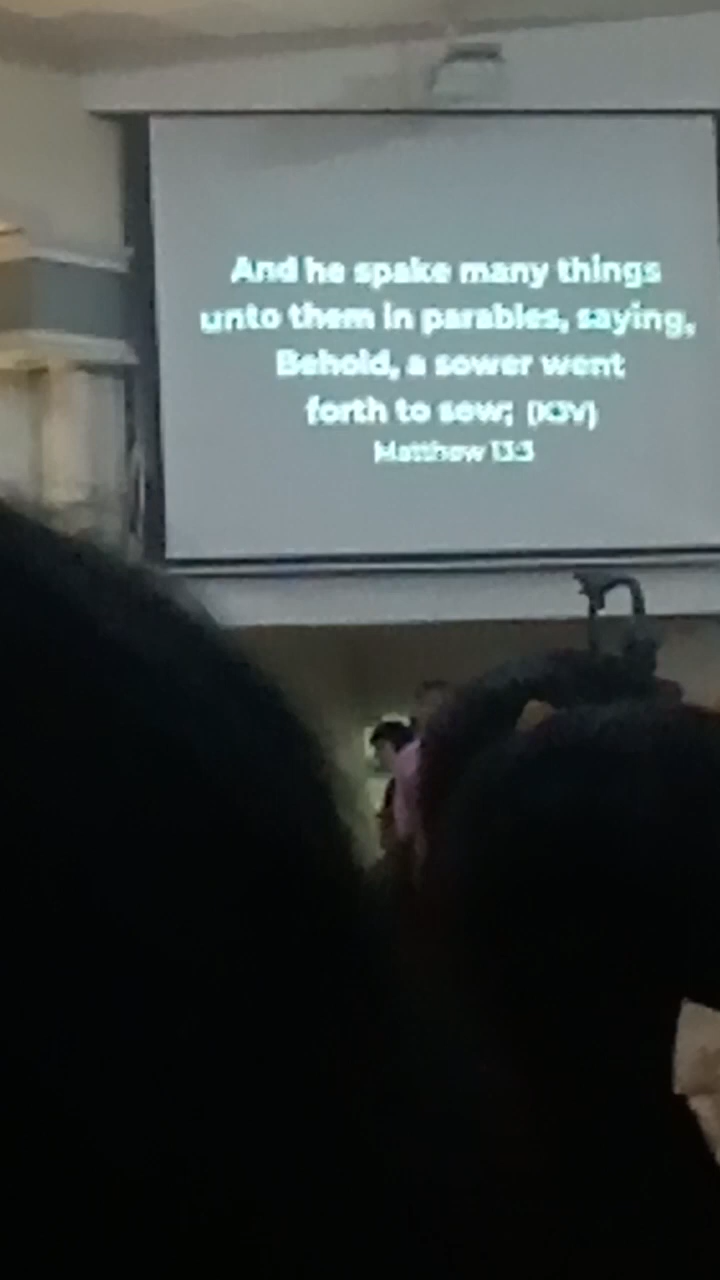 And he spake many things
unto them in parables, saying,
Behold, a sower went
forth to sow; (KJV)
Matthew 13:3